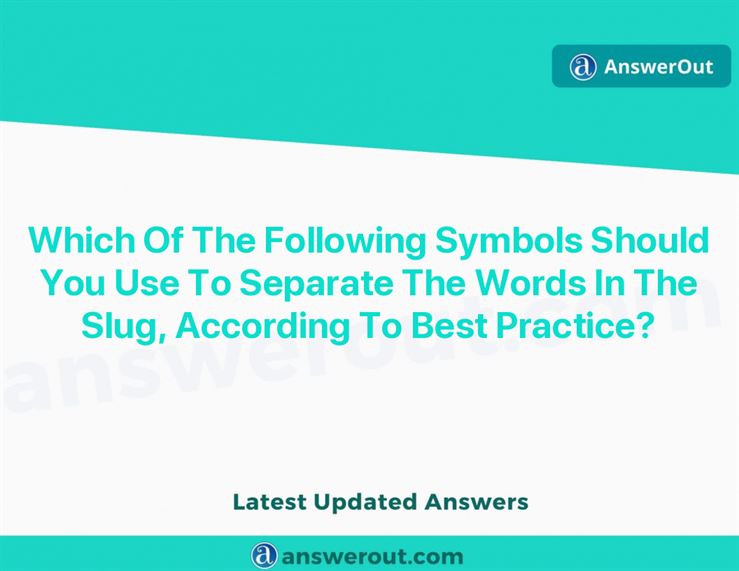 AnswerOut
Which Of The Following Symbols Should
You Use To Separate The Words In The
Slug, According To Best Practice?
answerout.com
Latest Updated Answers
answerout.com